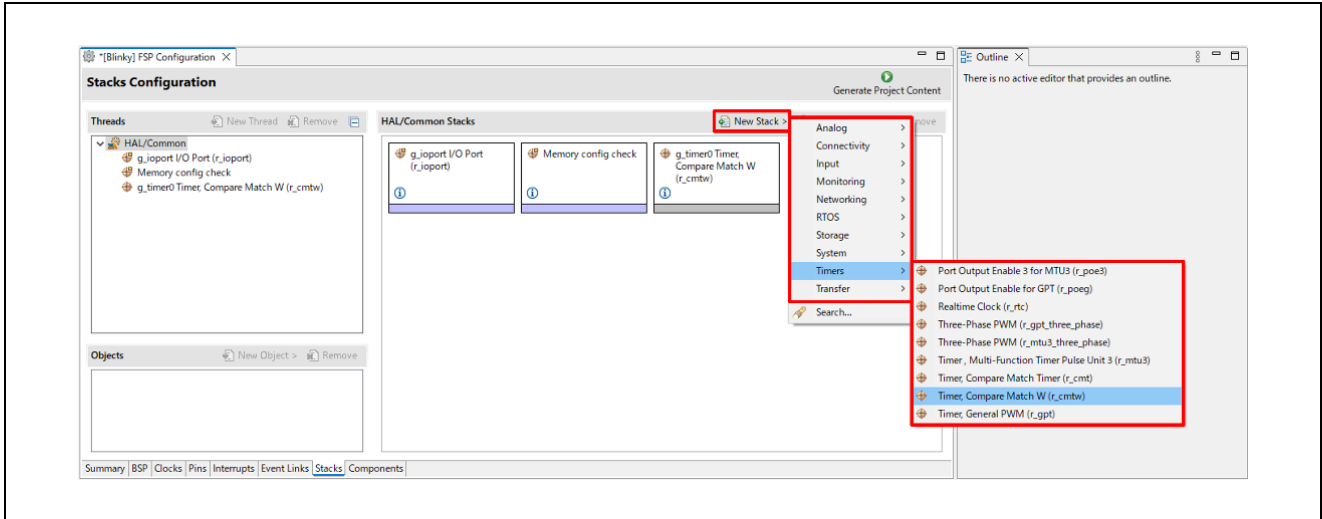 *[Blinky] FSP Configuration
Outline
Stacks Configuration
Generate Project Content
There is no active editor that provides an outline.
Threads
New Thread
Remove
HAL/Common Stacks
New Stack >
HAL/Common
g_ioport I/O Port (r_ioport)
Memory config check
g_timer0 Timer, Compare Match W (r_cmtw)
g_ioport I/O Port
(r_ioport)
Memory config check
g_timer0 Timer,
Compare Match W
(r_cmtw)
Analog
Connectivity
Input
Monitoring
Networking
RTOS
Storage
System
Timers
Transfer
Search...
Port Output Enable 3 for MTU3 (r_poe3)
Port Output Enable for GPT (r_poeg)
Realtime Clock (r_rtc)
Three-Phase PWM (r_gpt_three_phase)
Three-Phase PWM (r_mtu3_three_phase)
Timer , Multi-Function Timer Pulse Unit 3 (r_mtu3)
Timer, Compare Match Timer (r_cmt)
Timer, Compare Match W (r_cmtw)
Timer, General PWM (r_gpt)
Objects
New Object >
Remove
Summary BSP Clocks Pins Interrupts Event Links Stacks Components